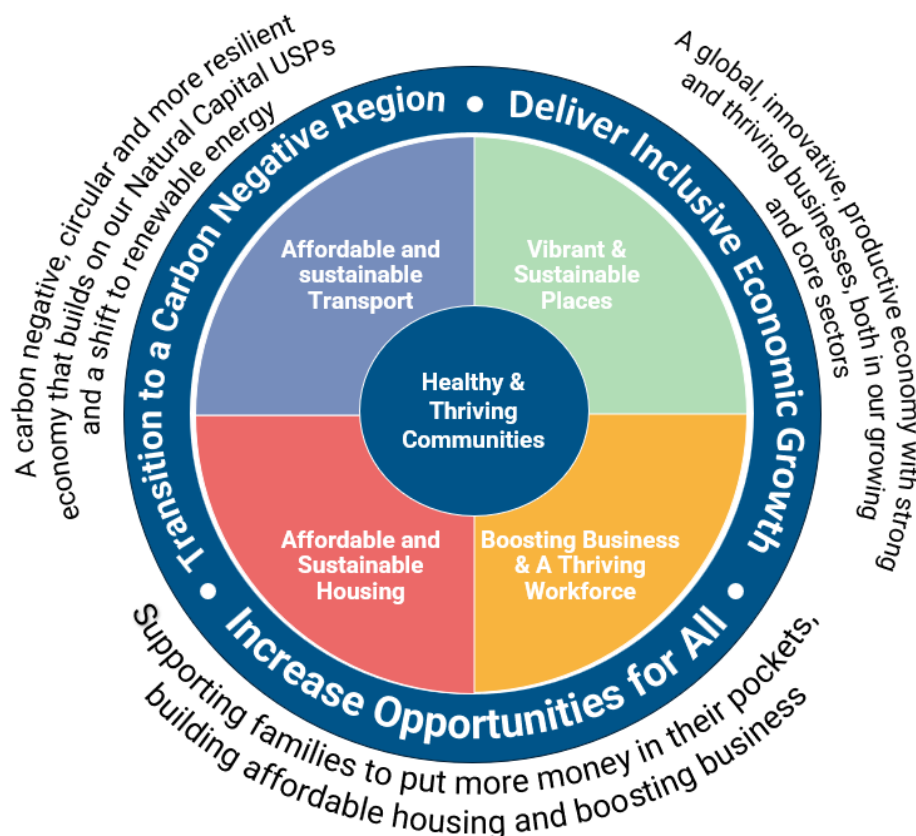 A carbon negative, circular and more resilient
economy that builds on our Natural Capital USPs
and a shift to renewable energy
A global, innovative, productive economy with strong
and thriving businesses, both in our growing
and core sectors
Transition to a Carbon Negative Region • Deliver Inclusive Economic Growth •
Affordable and
sustainable
Transport
Vibrant &
Sustainable
Places
Healthy &
Thriving
Communities
Affordable and
Sustainable
Housing
Boosting Business
& A Thriving
Workforce
• Increase Opportunities for All
Supporting families to put more money in their pockets,
building affordable housing and boosting business